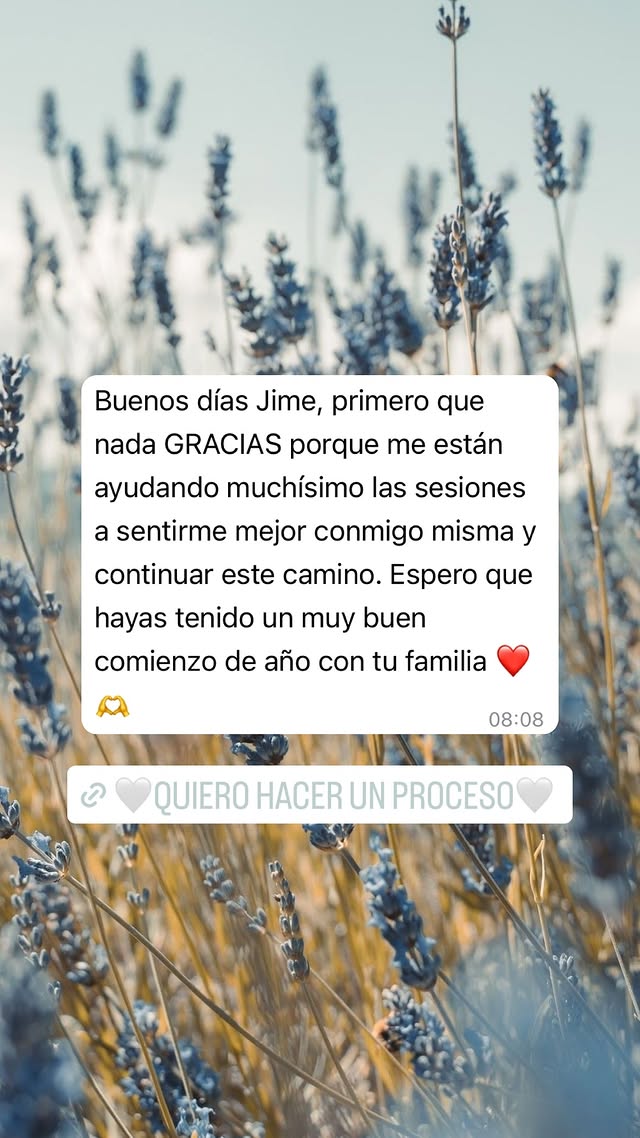 Buenos días Jime, primero que
nada GRACIAS porque me están
ayudando muchísimo las sesiones
a sentirme mejor conmigo misma y
continuar este camino. Espero que
hayas tenido un muy buen
comienzo de año con tu familia ❤️
🫶
08:08
🤍QUIERO HACER UN PROCESO🤍